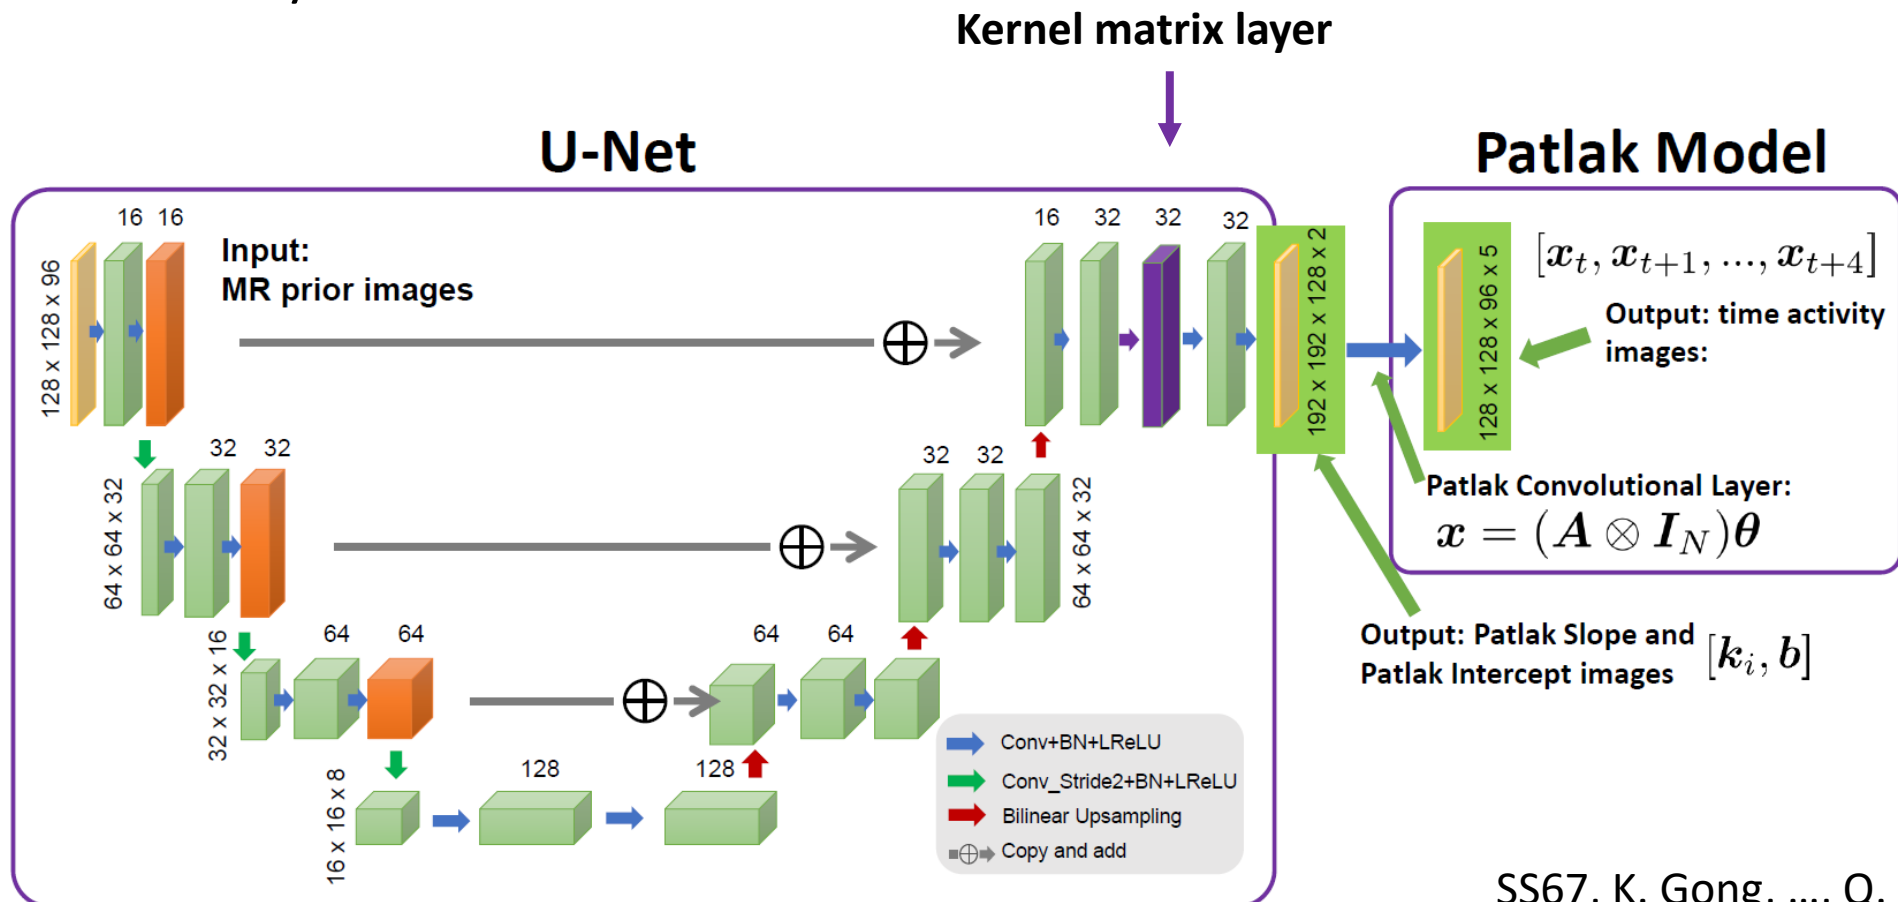 Kernel matrix layer
U-Net
Patlak Model
16 16
128 x 128 x 96
Input:
MR prior images
16
32
32
32
192 x 192 x 128 x 2
128 x 128 x 96 x 5
[x_t, x_{t+1}, ..., x_{t+4}]
Output: time activity
images:
32
32
64 x 64 x 32
32
32
64 x 64 x 32
Patlak Convolutional Layer:
x = (A ⊗ I_N)θ
64
64
32 x 32 x 16
64
64
Output: Patlak Slope and
Patlak Intercept images [k_i, b]
128
128
16 x 16 x 8
Conv+BN+LReLU
Conv_Stride2+BN+LReLU
Bilinear Upsampling
Copy and add
SS67. K. Gong, …, Q.